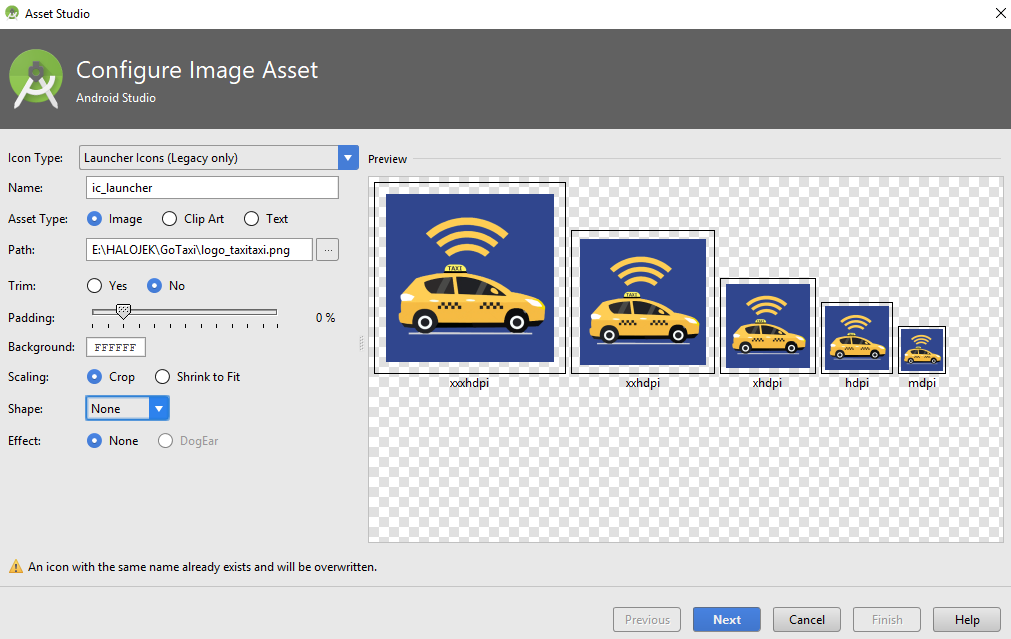 Asset Studio
Configure Image Asset
Android Studio
Icon Type: Launcher Icons (Legacy only)
Name: ic_launcher
Asset Type: Image Clip Art Text
Path: E:\HALOJEK\GoTaxi\logo_taxitaxi.png ...
Trim: Yes No
Padding: 0 %
Background: FFFFFF
Scaling: Crop Shrink to Fit
Shape: None
Effect: None DogEar
Preview
TAXI TAXI TAXI TAXI
xxxhdpi xxhdpi xhdpi hdpi mdpi
An icon with the same name already exists and will be overwritten.
Previous Next Cancel Finish Help